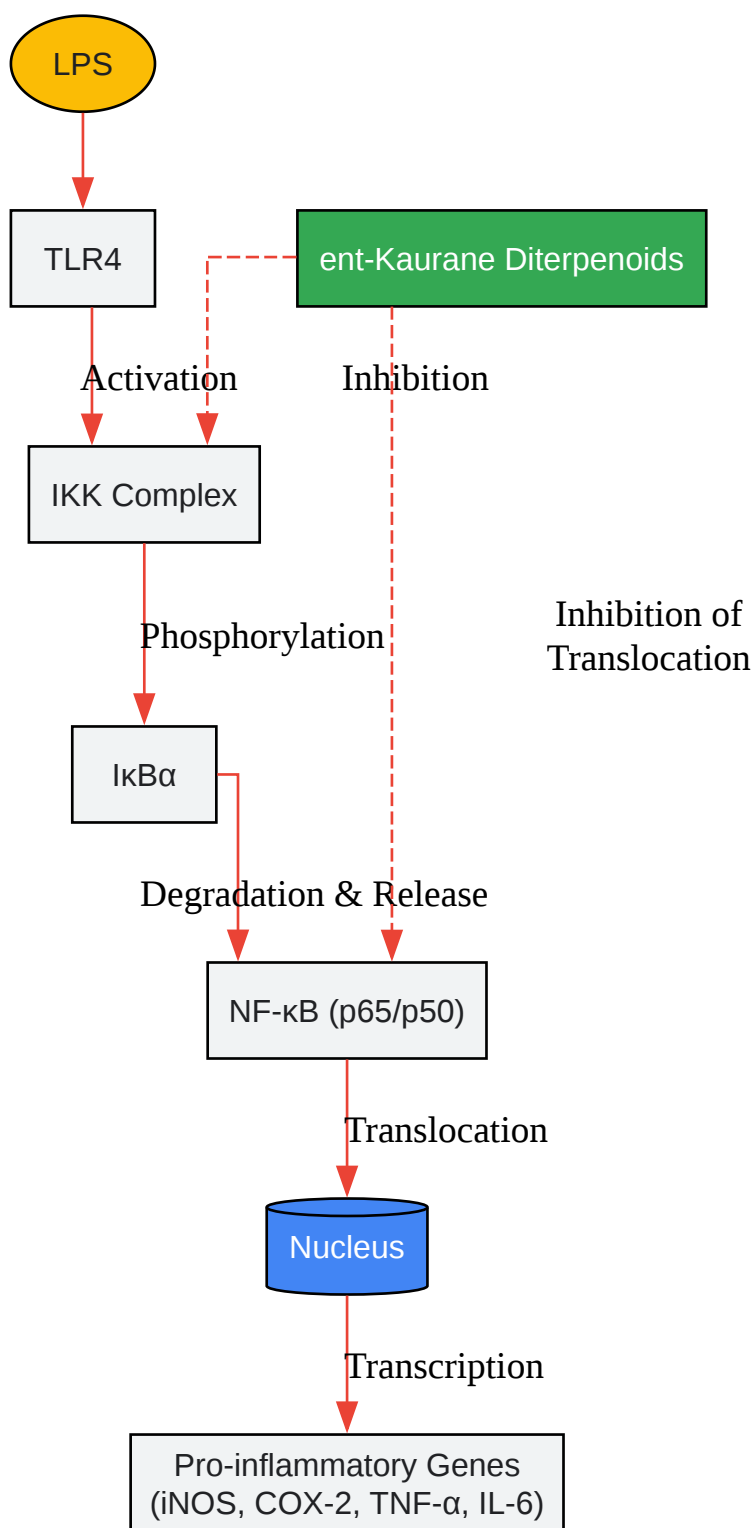 LPS
TLR4
ent-Kaurane Diterpenoids
Activation
Inhibition
IKK Complex
Phosphorylation
Inhibition of
Translocation
IκBα
Degradation & Release
NF-κB (p65/p50)
Translocation
Nucleus
Transcription
Pro-inflammatory Genes
(iNOS, COX-2, TNF-α, IL-6)